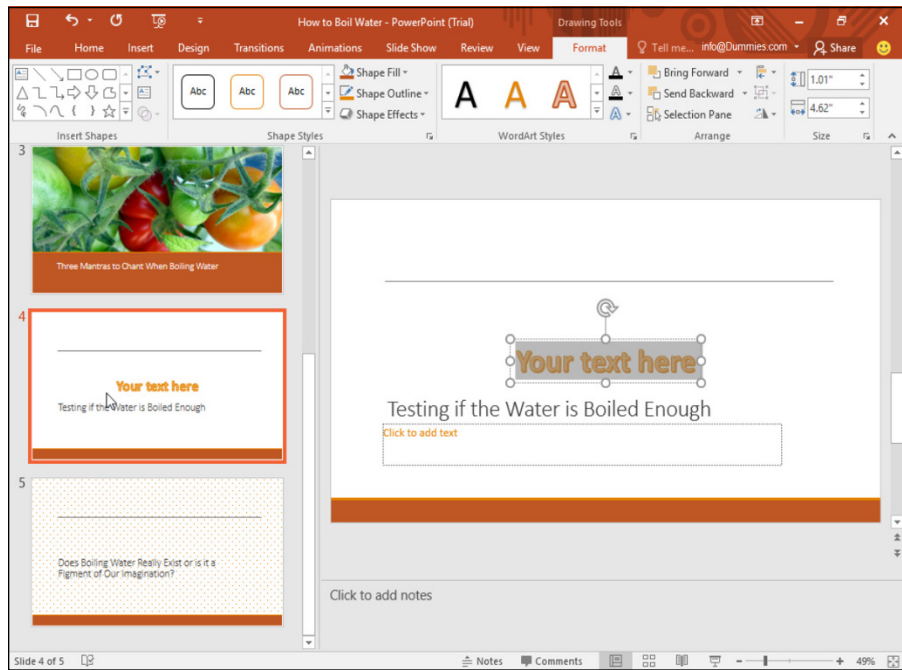 How to Boil Water - PowerPoint (Trial)
Drawing Tools
File Home Insert Design Transitions Animations Slide Show Review View Format Tell me... info@Dummies.com Share
Abc Abc Abc
Shape Fill
Shape Outline
Shape Effects
A A A
A
A
A
Bring Forward
Send Backward
Selection Pane
1.01"
4.62"
Insert Shapes Shape Styles WordArt Styles Arrange Size
3
Three Mantras to Chant When Boiling Water
4
Your text here
Testing if the Water is Boiled Enough
5
Does Boiling Water Really Exist or is it a
Figment of Our Imagination?
Your text here
Testing if the Water is Boiled Enough
Click to add text
Click to add notes
Slide 4 of 5 Notes Comments 49%